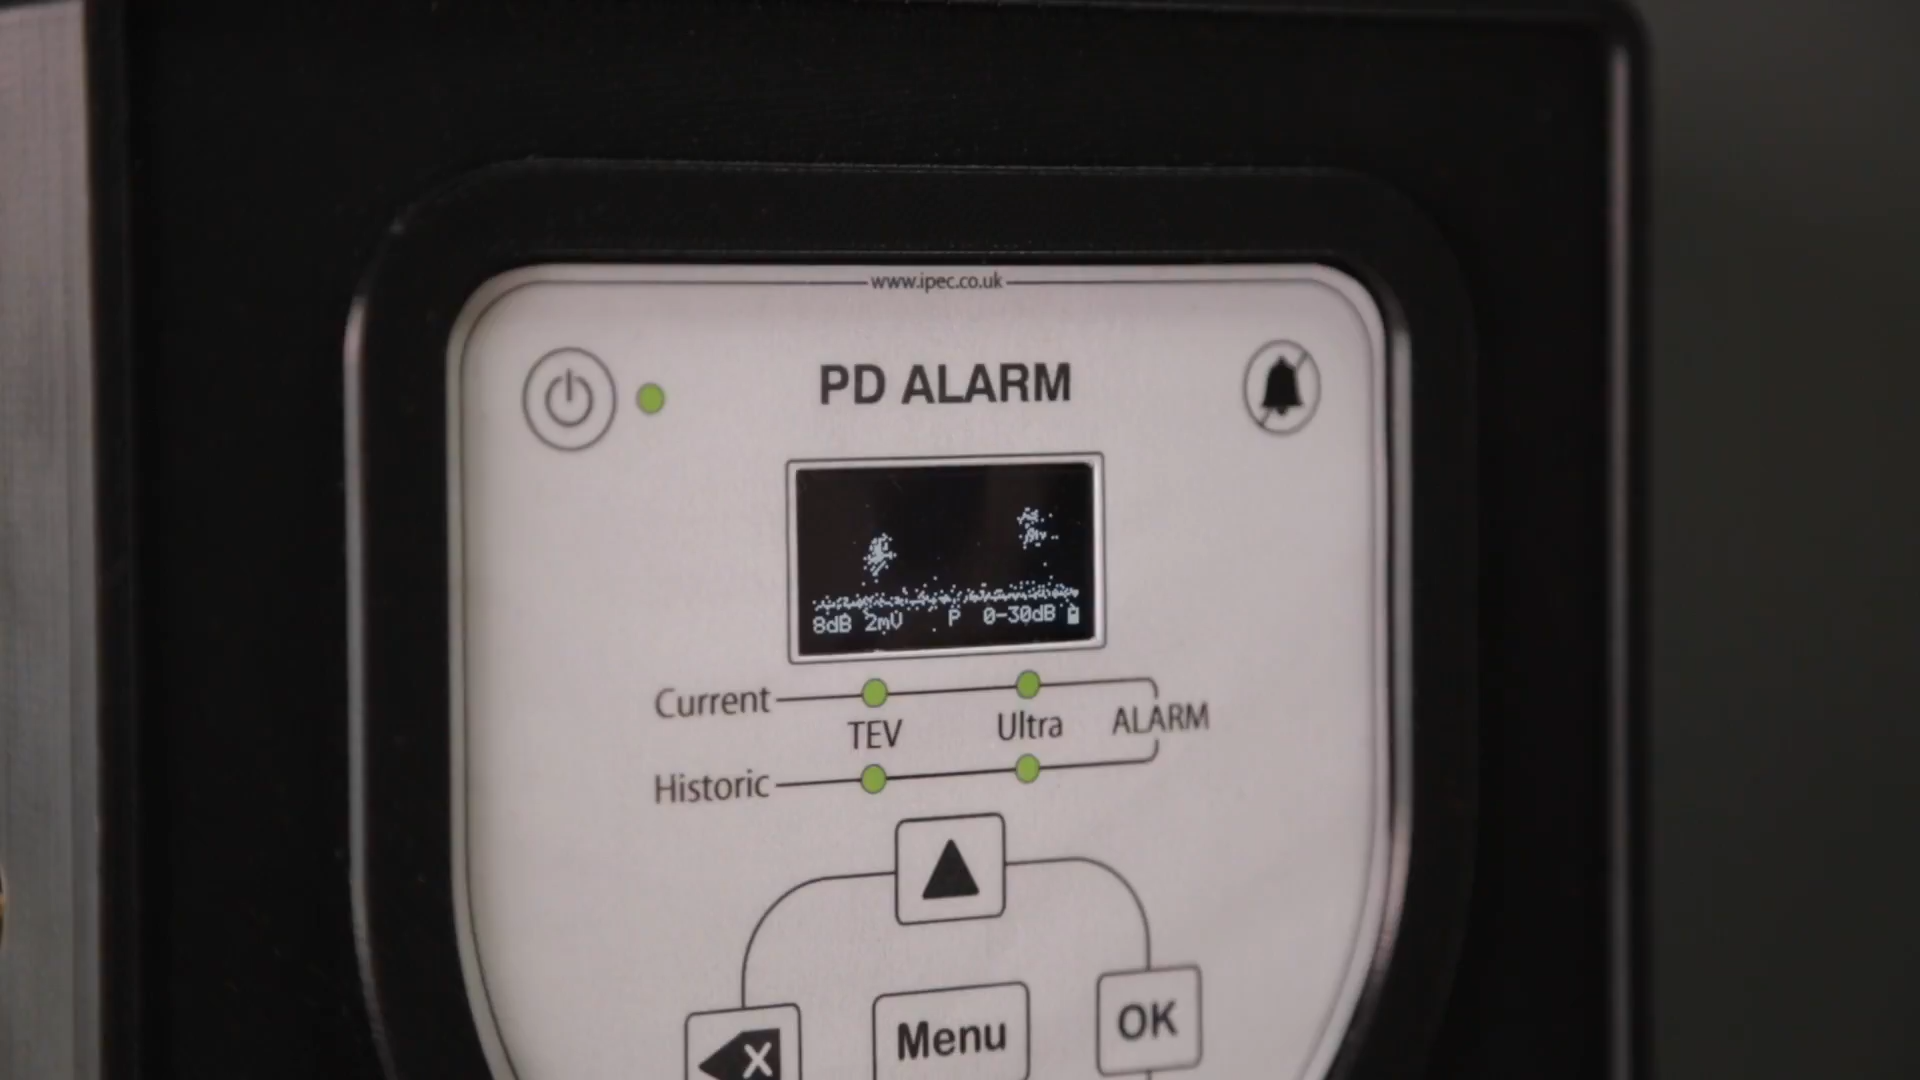 www.ipec.co.uk
PD ALARM
8dB 2mV P 0-30dB
Current
TEV Ultra ALARM
Historic
X Menu OK